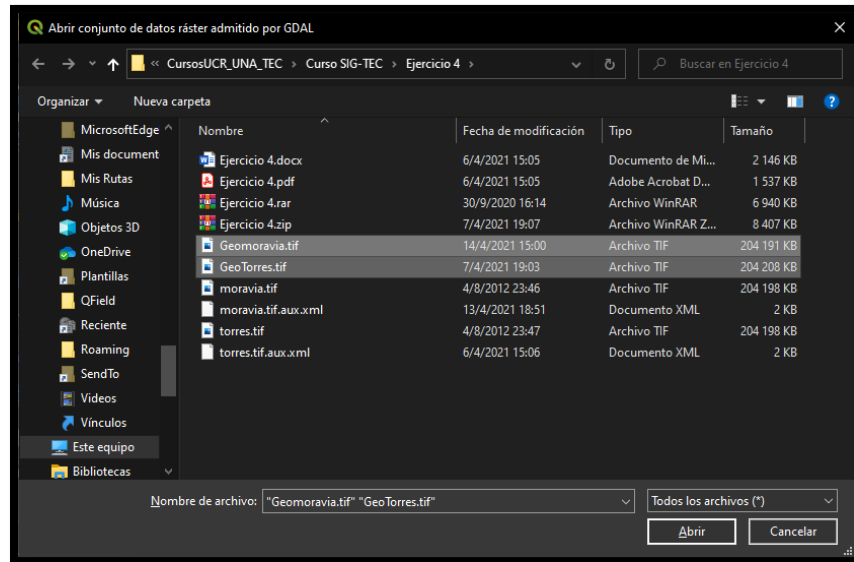 Abrir conjunto de datos ráster admitido por GDAL
« CursosUCR_UNA_TEC › Curso SIG-TEC › Ejercicio 4 ›
Buscar en Ejercicio 4
Organizar Nueva carpeta
Nombre Fecha de modificación Tipo Tamaño
MicrosoftEdge
Mis document
Mis Rutas
Música
Objetos 3D
OneDrive
Plantillas
QField
Reciente
Roaming
SendTo
Videos
Vínculos
Este equipo
Bibliotecas
Ejercicio 4.docx 6/4/2021 15:05 Documento de Mi... 2 146 KB
Ejercicio 4.pdf 6/4/2021 15:05 Adobe Acrobat D... 1 537 KB
Ejercicio 4.rar 30/9/2020 16:14 Archivo WinRAR 6 940 KB
Ejercicio 4.zip 7/4/2021 19:07 Archivo WinRAR Z... 8 407 KB
Geomoravia.tif 14/4/2021 15:00 Archivo TIF 204 191 KB
GeoTorres.tif 7/4/2021 19:03 Archivo TIF 204 208 KB
moravia.tif 4/8/2012 23:46 Archivo TIF 204 198 KB
moravia.tif.aux.xml 13/4/2021 18:51 Documento XML 2 KB
torres.tif 4/8/2012 23:47 Archivo TIF 204 198 KB
torres.tif.aux.xml 6/4/2021 15:06 Documento XML 2 KB
Nombre de archivo: "Geomoravia.tif" "GeoTorres.tif"
Todos los archivos (*)
Abrir Cancelar